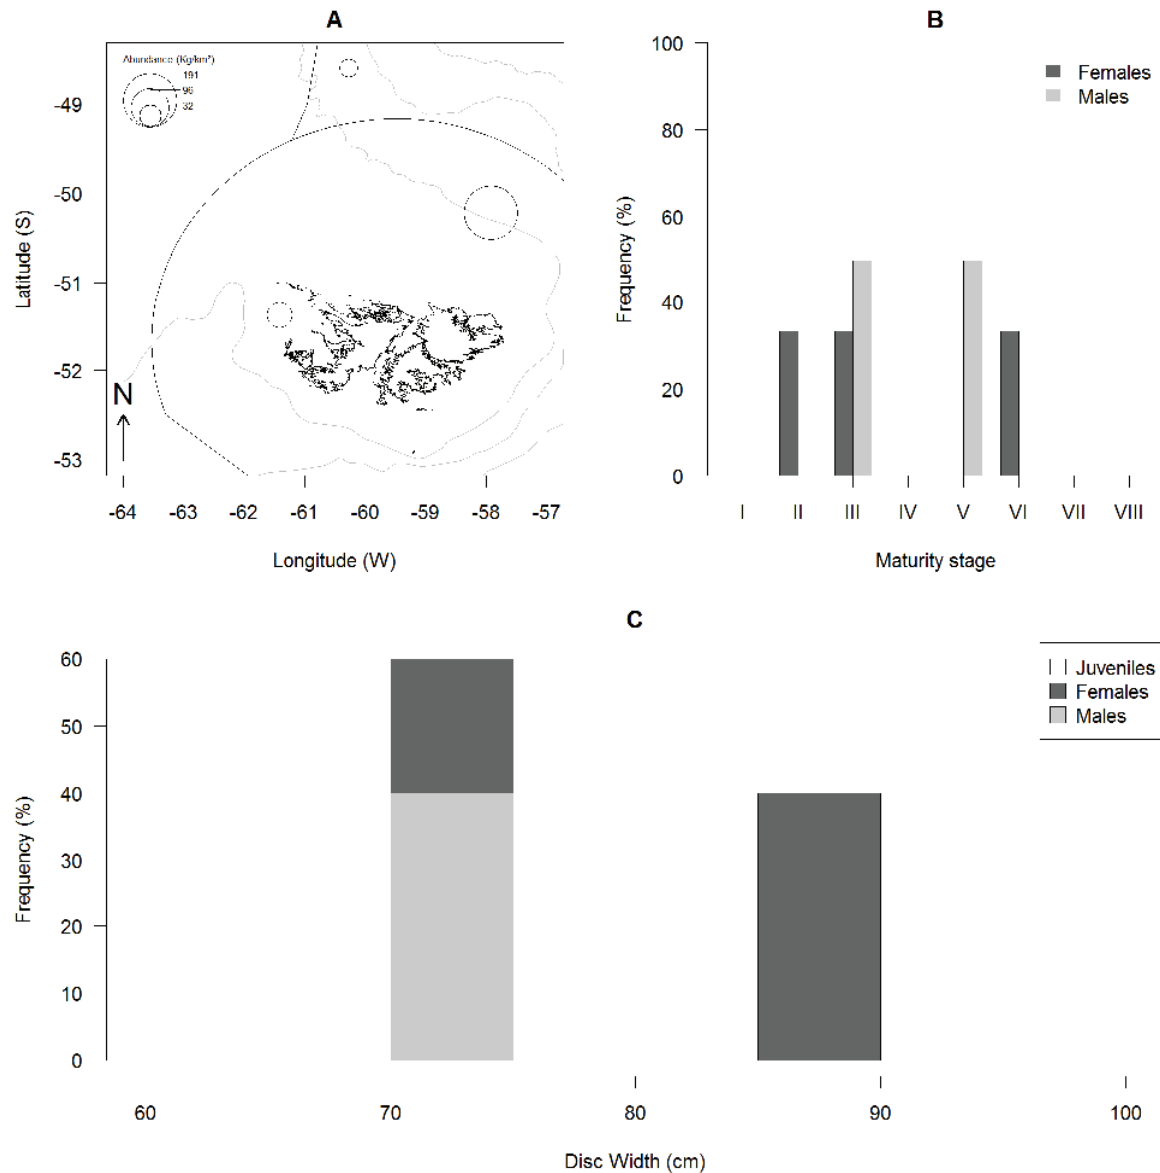 A
Abundance (Kg/km²)
191
96
32
-49
-50
-51
-52
-53
Latitude (S)
N
-64 -63 -62 -61 -60 -59 -58 -57
Longitude (W)
B
Females
Males
100
80
60
40
20
0
Frequency (%)
I II III IV V VI VII VIII
Maturity stage
C
Juveniles
Females
Males
60
50
40
30
20
10
0
Frequency (%)
60 70 80 90 100
Disc Width (cm)